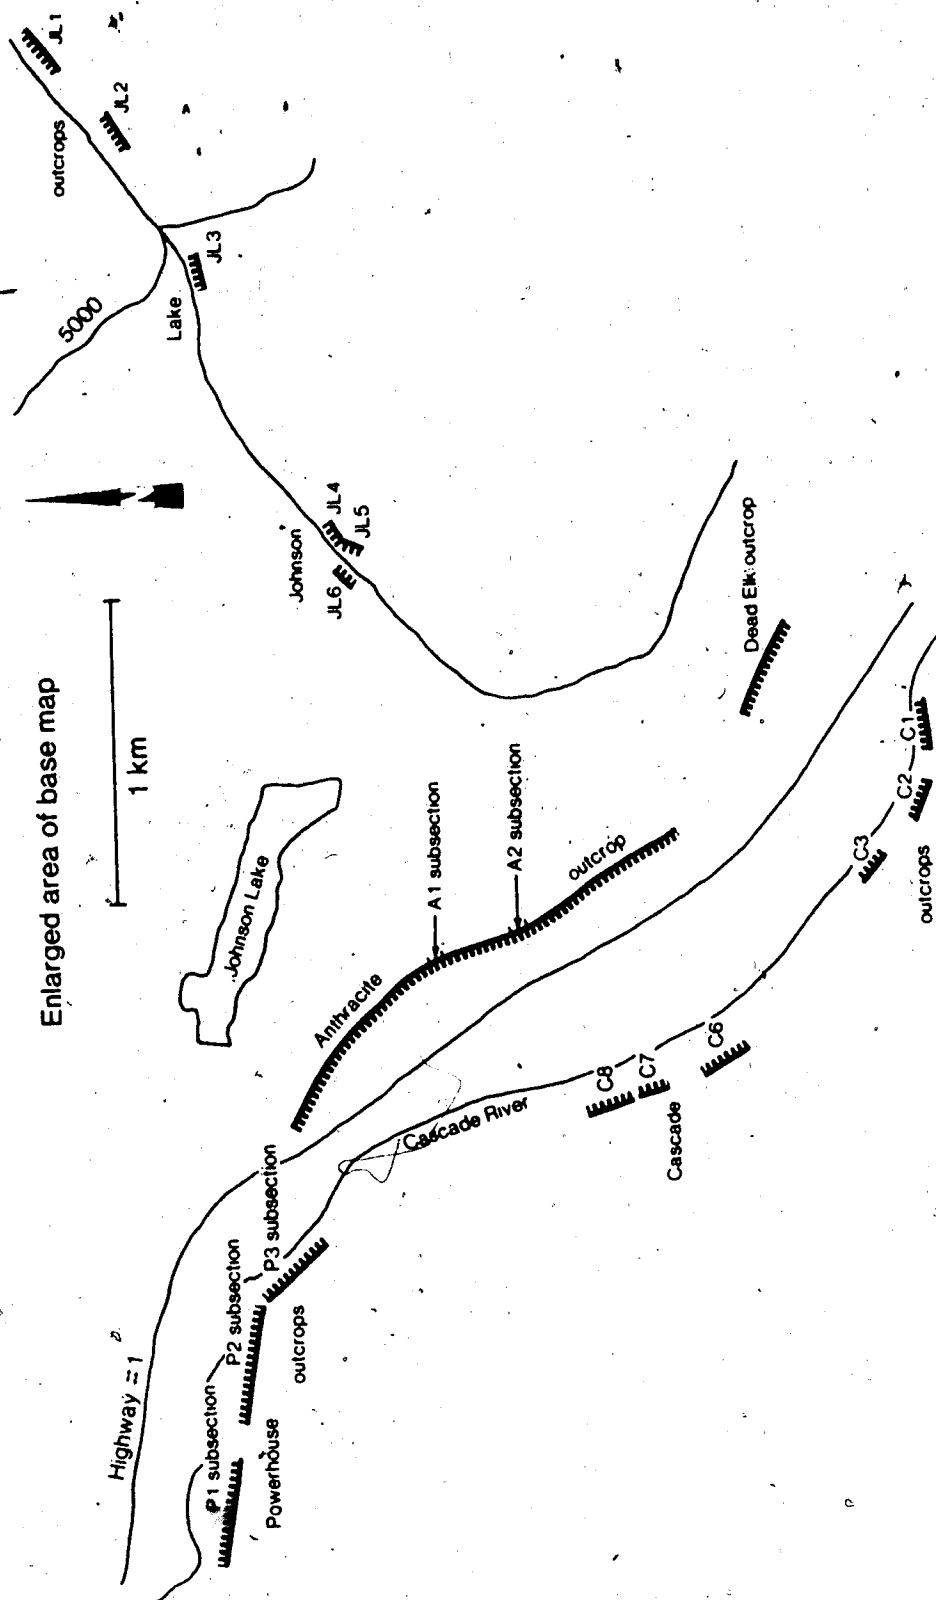 Enlarged area of base map
1 km
Highway =1
Johnson Lake
5000
outcrops
JL1
JL2
JL3
Lake
Johnson
JL4
JL5
JL6
Anthracite
A1 subsection
A2 subsection
outcrop
Dead Elk outcrop
P1 subsection
P2 subsection
P3 subsection
Powerhouse
outcrops
Cascade River
C8
C7
C6
Cascade
C3
C2
C1
outcrops